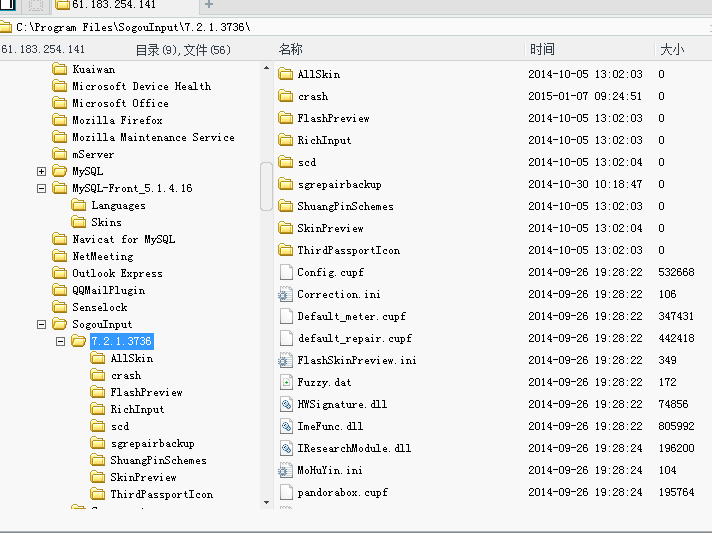 61.183.254.141
C:\Program Files\SogouInput\7.2.1.3736\
61.183.254.141 目录(9),文件(56)
Kuaiwan
Microsoft Device Health
Microsoft Office
Mozilla Firefox
Mozilla Maintenance Service
mServer
MySQL
MySQL-Front_5.1.4.16
Languages
Skins
Navicat for MySQL
NetMeeting
Outlook Express
QQMailPlugin
Senselock
SogouInput
7.2.1.3736
AllSkin
crash
FlashPreview
RichInput
scd
sgrepairbackup
ShuangPinSchemes
SkinPreview
ThirdPassportIcon
名称 时间 大小
AllSkin 2014-10-05 13:02:03 0
crash 2015-01-07 09:24:51 0
FlashPreview 2014-10-05 13:02:03 0
RichInput 2014-10-05 13:02:03 0
scd 2014-10-05 13:02:04 0
sgrepairbackup 2014-10-30 10:18:47 0
ShuangPinSchemes 2014-10-05 13:02:03 0
SkinPreview 2014-10-05 13:02:04 0
ThirdPassportIcon 2014-10-05 13:02:03 0
Config.cupf 2014-09-26 19:28:22 532668
Correction.ini 2014-09-26 19:28:22 106
Default_meter.cupf 2014-09-26 19:28:22 347431
default_repair.cupf 2014-09-26 19:28:22 442418
FlashSkinPreview.ini 2014-09-26 19:28:22 349
Fuzzy.dat 2014-09-26 19:28:22 172
HWSignature.dll 2014-09-26 19:28:22 74856
ImeFunc.dll 2014-09-26 19:28:22 805992
IResearchModule.dll 2014-09-26 19:28:24 196200
MoHuYin.ini 2014-09-26 19:28:24 104
pandorabox.cupf 2014-09-26 19:28:24 195764